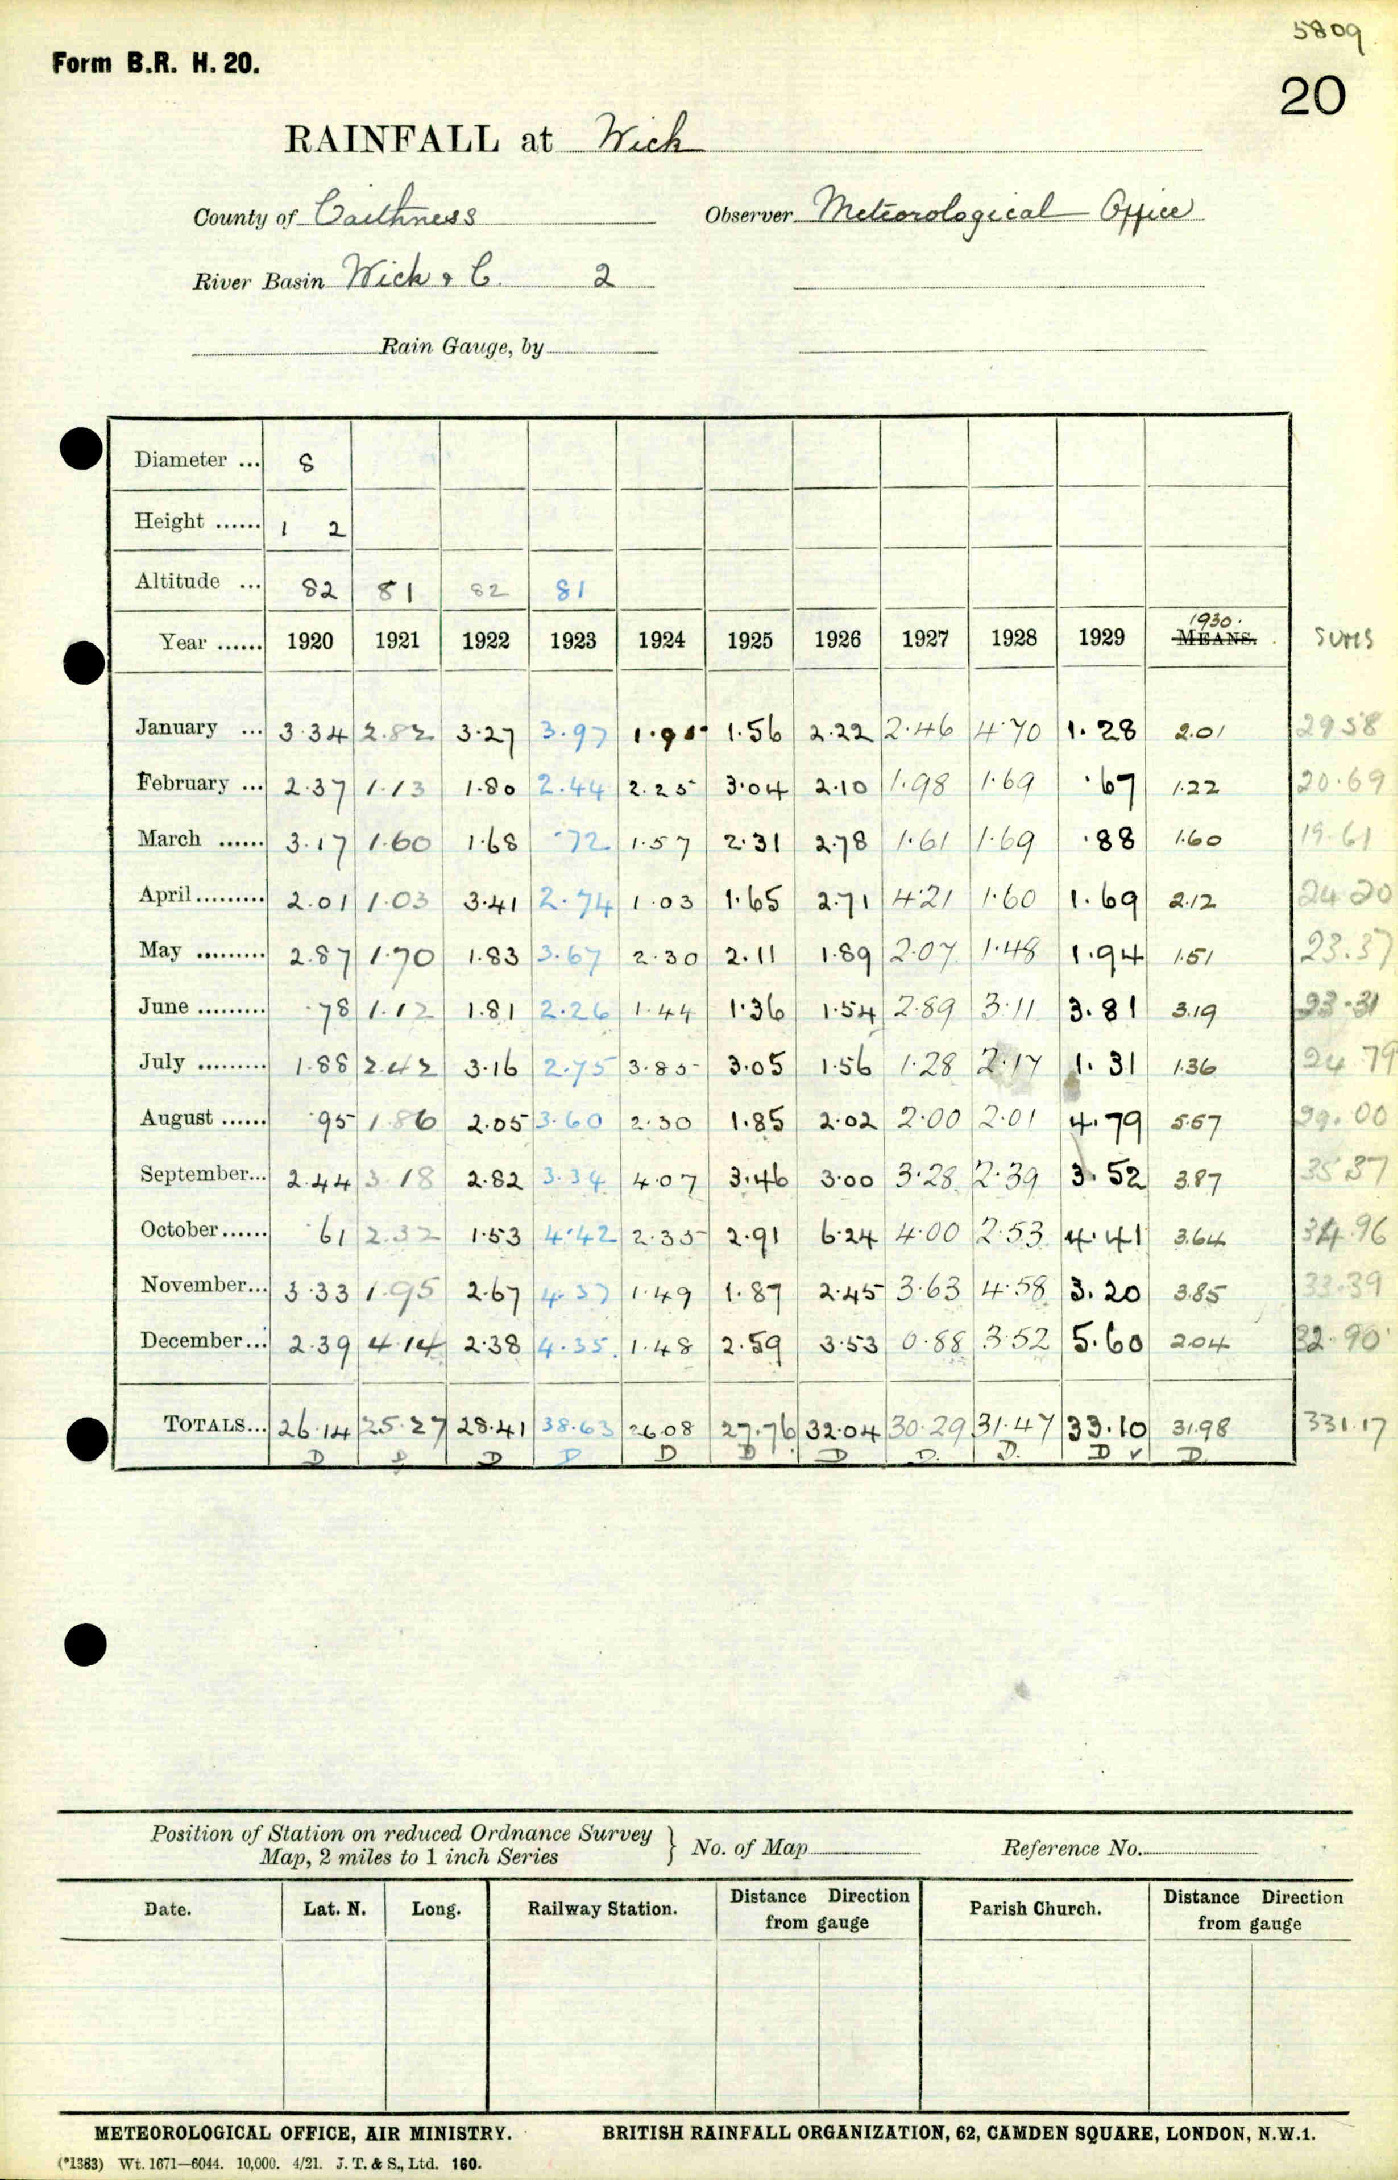 5809
Form B.R. H. 20.
20
RAINFALL at Wick
County of Caithness Observer Meteorological Office
River Basin Wick & C. 2
Rain Gauge, by
Diameter ... 8
Height ...... 1 2
Altitude ... 82 81 82 81
1930.
Year ...... 1920 1921 1922 1923 1924 1925 1926 1927 1928 1929 MEANS. SUMS
January ... 3.34 2.82 3.27 3.97 1.95 1.56 2.22 2.46 4.70 1.28 2.01 29.58
February ... 2.37 1.13 1.80 2.44 2.25 3.04 2.10 1.98 1.69 .67 1.22 20.69
March ...... 3.17 1.60 1.68 .72 1.57 2.31 2.78 1.61 1.69 .88 1.60 19.61
April ......... 2.01 1.03 3.41 2.74 1.03 1.65 2.71 4.21 1.60 1.69 2.12 24.20
May ......... 2.87 1.70 1.83 3.67 2.30 2.11 1.89 2.07 1.48 1.94 1.51 23.37
June ......... .78 1.12 1.81 2.26 1.44 1.36 1.54 2.89 3.11 3.81 3.19 23.31
July ......... 1.88 2.42 3.16 2.75 3.85 3.05 1.56 1.28 2.17 1.31 1.36 24.79
August ...... .95 1.86 2.05 3.60 2.30 1.85 2.02 2.00 2.01 4.79 5.57 29.00
September... 2.44 3.18 2.82 3.34 4.07 3.46 3.00 3.28 2.39 3.52 3.87 35.37
October ...... .61 2.32 1.53 4.42 2.35 2.91 6.24 4.00 2.53 4.41 3.64 34.96
November... 3.33 1.95 2.67 4.37 1.49 1.87 2.45 3.63 4.58 3.20 3.85 33.39
December ... 2.39 4.14 2.38 4.35 1.48 2.59 3.53 0.88 3.52 5.60 2.04 32.90
TOTALS... 26.14 25.27 28.41 38.63 26.08 27.76 32.04 30.29 31.47 33.10 31.98 331.17
D D D D D D D D. D. D ✓ D.
Position of Station on reduced Ordnance Survey Map, 2 miles to 1 inch Series } No. of Map Reference No.
Date. Lat. N. Long. Railway Station. Distance Direction from gauge Parish Church. Distance Direction from gauge
METEOROLOGICAL OFFICE, AIR MINISTRY. BRITISH RAINFALL ORGANIZATION, 62, CAMDEN SQUARE, LONDON, N.W.1.
(*1383) Wt. 1671—6044. 10,000. 4/21. J. T. & S., Ltd. 160.